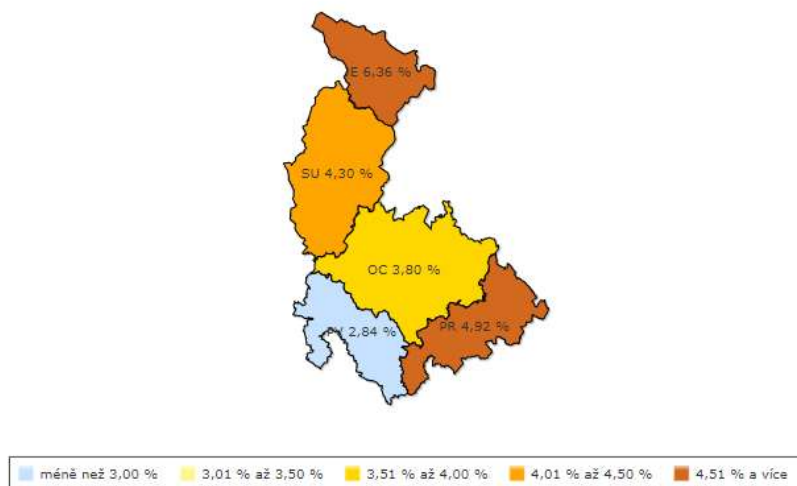 E 6,36 %
SU 4,30 %
OC 3,80 %
2,84 %
PR 4,92 %
méně než 3,00 % 3,01 % až 3,50 % 3,51 % až 4,00 % 4,01 % až 4,50 % 4,51 % a více